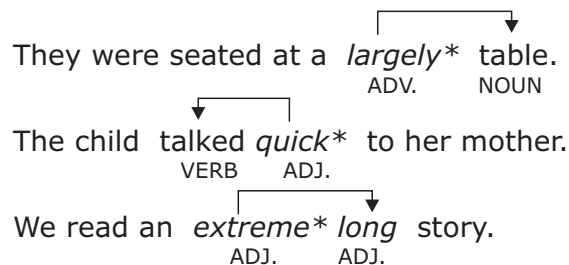 They were seated at a largely* table.
ADV. NOUN
The child talked quick* to her mother.
VERB ADJ.
We read an extreme* long story.
ADJ. ADJ.